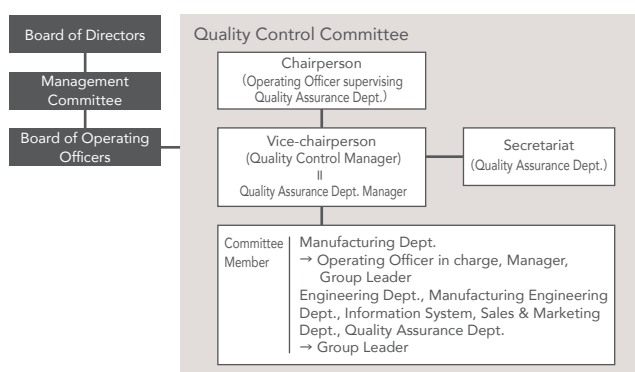 Board of Directors
Management
Committee
Board of Operating
Officers
Quality Control Committee
Chairperson
(Operating Officer supervising
Quality Assurance Dept.)
Vice-chairperson
(Quality Control Manager)
=
Quality Assurance Dept. Manager
Secretariat
(Quality Assurance Dept.)
Committee
Member
Manufacturing Dept.
→ Operating Officer in charge, Manager,
Group Leader
Engineering Dept., Manufacturing Engineering
Dept., Information System, Sales & Marketing
Dept., Quality Assurance Dept.
→ Group Leader